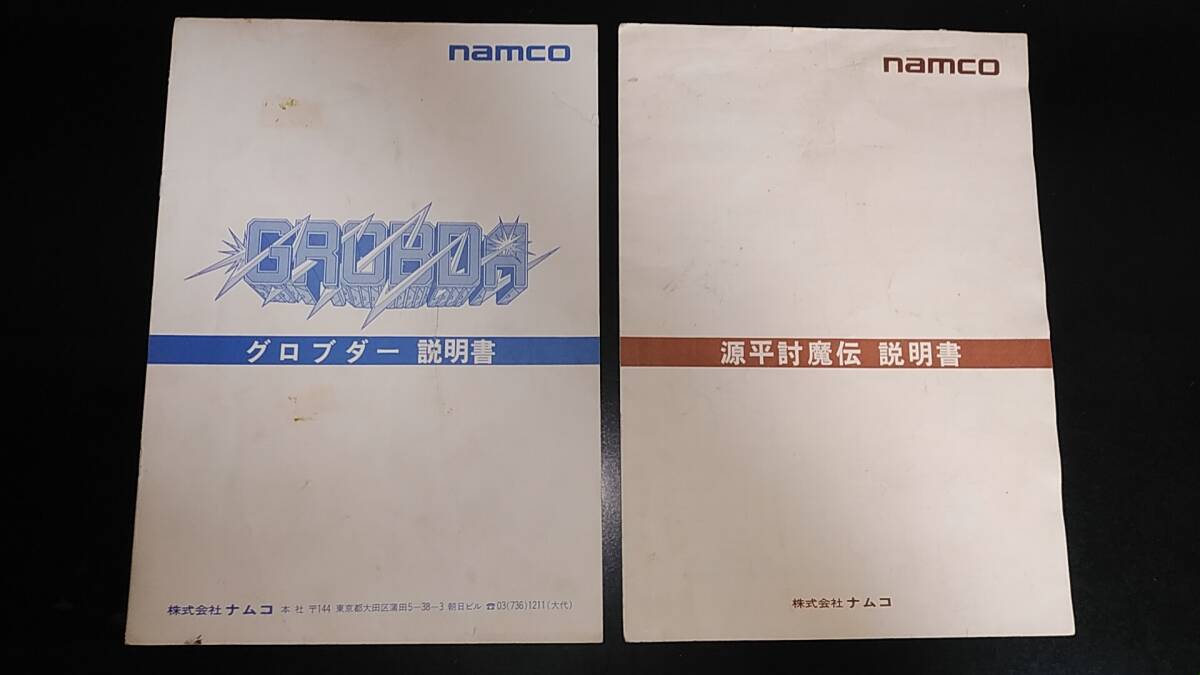 namco
GROBDA
グロブダー 説明書
株式会社 ナムコ 本社 〒144 東京都大田区蒲田5-38-3 朝日ビル ☎03(736)1211(大代)
namco
源平討魔伝 説明書
株式会社 ナムコ